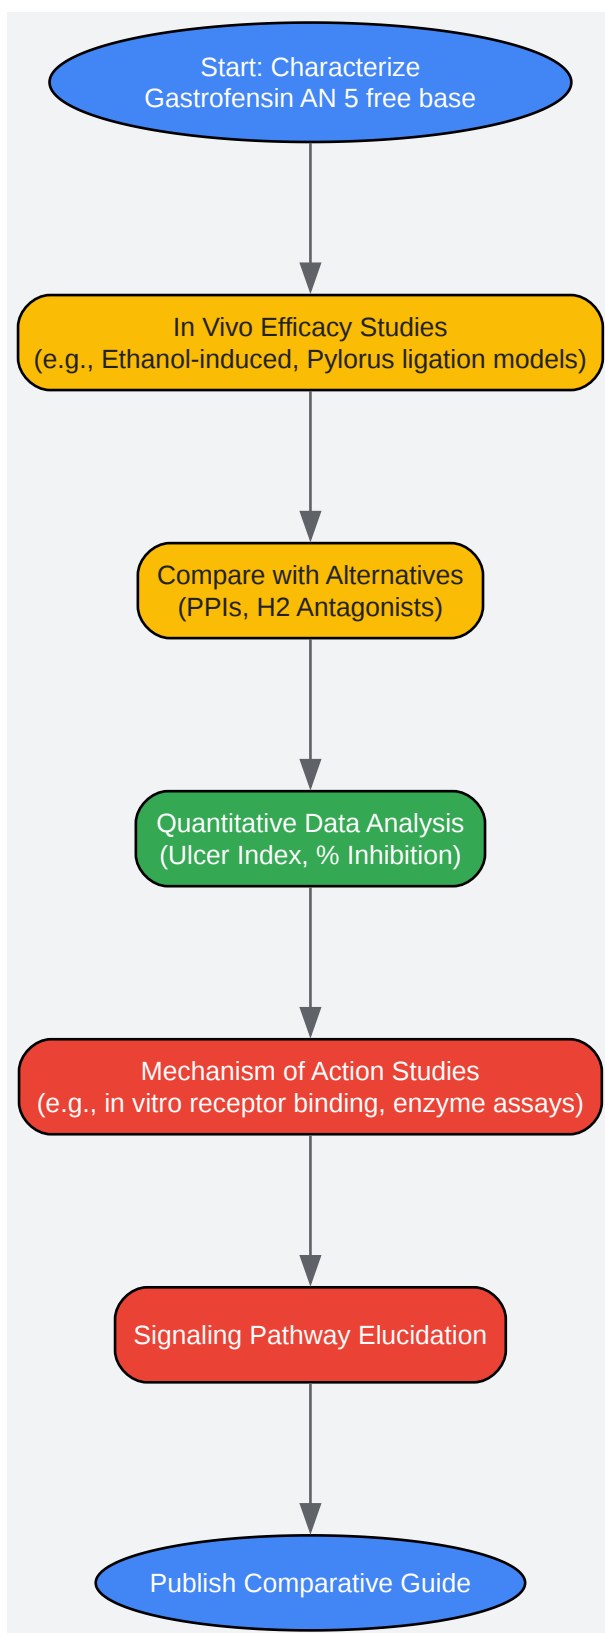 Start: Characterize
Gastrofensin AN 5 free base
In Vivo Efficacy Studies
(e.g., Ethanol-induced, Pylorus ligation models)
Compare with Alternatives
(PPIs, H2 Antagonists)
Quantitative Data Analysis
(Ulcer Index, % Inhibition)
Mechanism of Action Studies
(e.g., in vitro receptor binding, enzyme assays)
Signaling Pathway Elucidation
Publish Comparative Guide